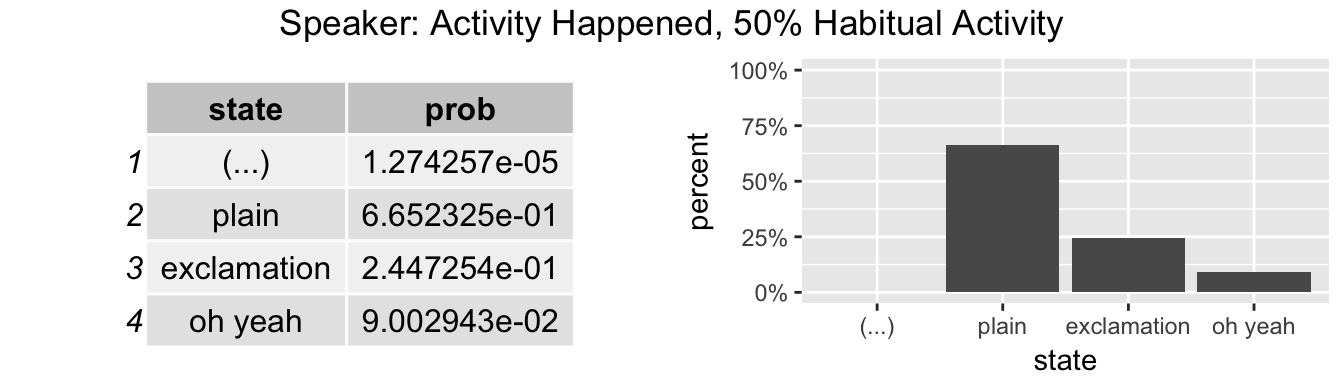 Speaker: Activity Happened, 50% Habitual Activity
state prob
1 (...) 1.274257e-05
2 plain 6.652325e-01
3 exclamation 2.447254e-01
4 oh yeah 9.002943e-02
percent
100%
75%
50%
25%
0%
(...) plain exclamation oh yeah
state